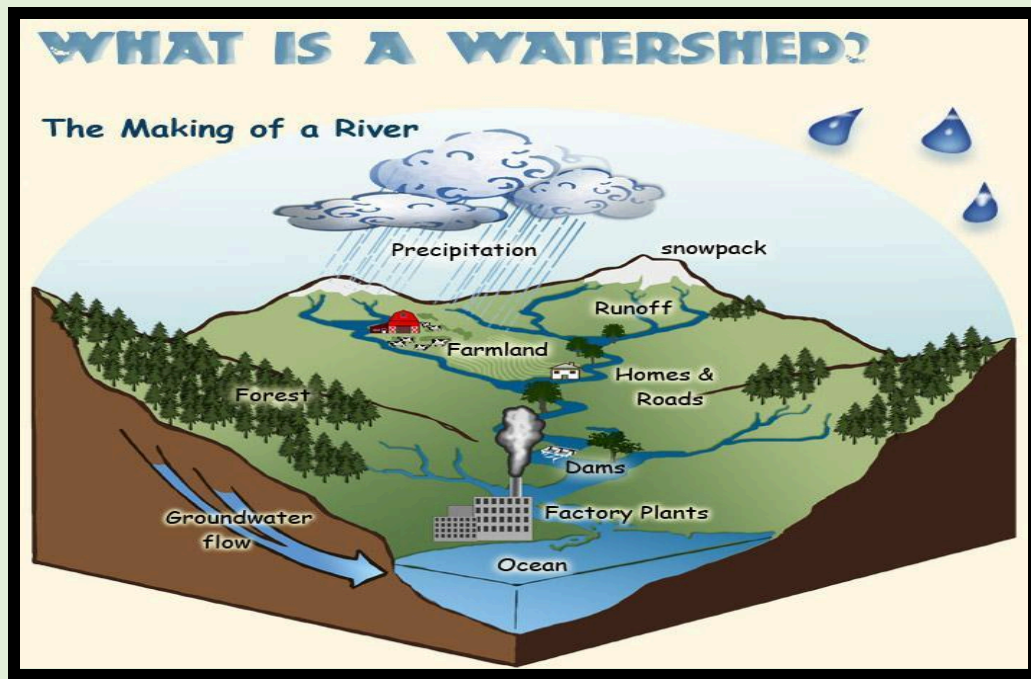 WHAT IS A WATERSHED?
The Making of a River
Precipitation
snowpack
Runoff
Farmland
Homes &
Roads
Forest
Dams
Factory Plants
Groundwater
flow
Ocean